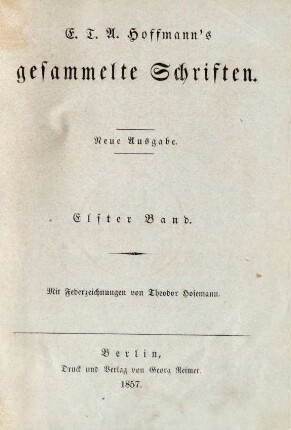 E. T. A. Hoffmann's
gesammelte Schriften.
Neue Ausgabe.
Elfter Band.
Mit Federzeichnungen von Theodor Hosemann.
Berlin,
Druck und Verlag von Georg Reimer.
1857.